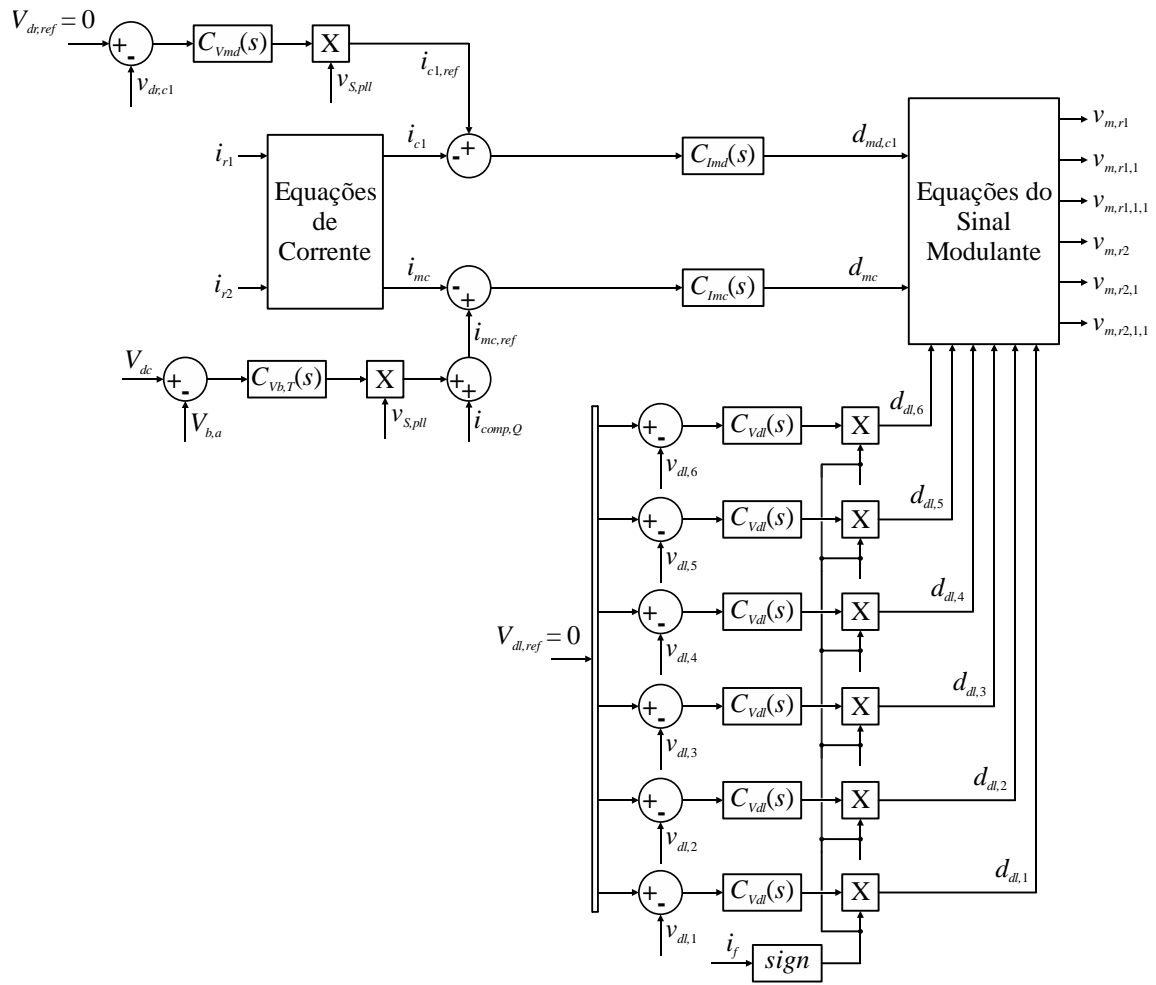 V_{dr,ref} = 0
+
-
v_{dr,c1}
C_{Vmd}(s)
X
v_{S,pll}
i_{c1,ref}
i_{r1}
i_{r2}
Equações
de
Corrente
i_{c1}
- +
i_{mc}
-
+
i_{mc,ref}
C_{Imd}(s)
d_{md,c1}
C_{Imc}(s)
d_{mc}
Equações do
Sinal
Modulante
v_{m,r1}
v_{m,r1,1}
v_{m,r1,1,1}
v_{m,r2}
v_{m,r2,1}
v_{m,r2,1,1}
V_{dc}
+
-
V_{b,a}
C_{Vb,T}(s)
X
v_{S,pll}
+
+
i_{comp,Q}
V_{dl,ref} = 0
+
-
v_{dl,6}
C_{Vdl}(s)
X
d_{dl,6}
+
-
v_{dl,5}
C_{Vdl}(s)
X
d_{dl,5}
+
-
v_{dl,4}
C_{Vdl}(s)
X
d_{dl,4}
+
-
v_{dl,3}
C_{Vdl}(s)
X
d_{dl,3}
+
-
v_{dl,2}
C_{Vdl}(s)
X
d_{dl,2}
+
-
v_{dl,1}
C_{Vdl}(s)
X
d_{dl,1}
i_f
sign